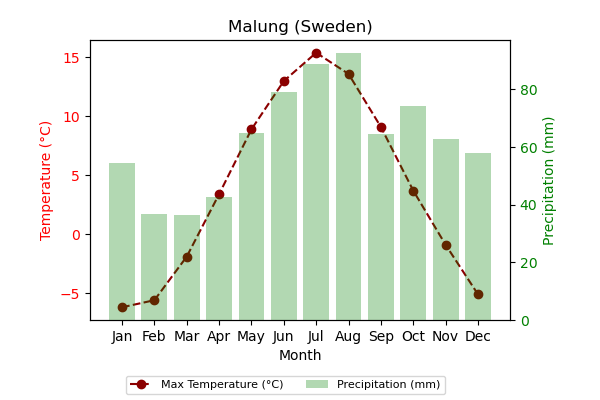 Malung (Sweden)
15
10
5
0
−5
Temperature (°C)
80
60
40
20
0
Precipitation (mm)
Jan Feb Mar Apr May Jun Jul Aug Sep Oct Nov Dec
Month
Max Temperature (°C) Precipitation (mm)